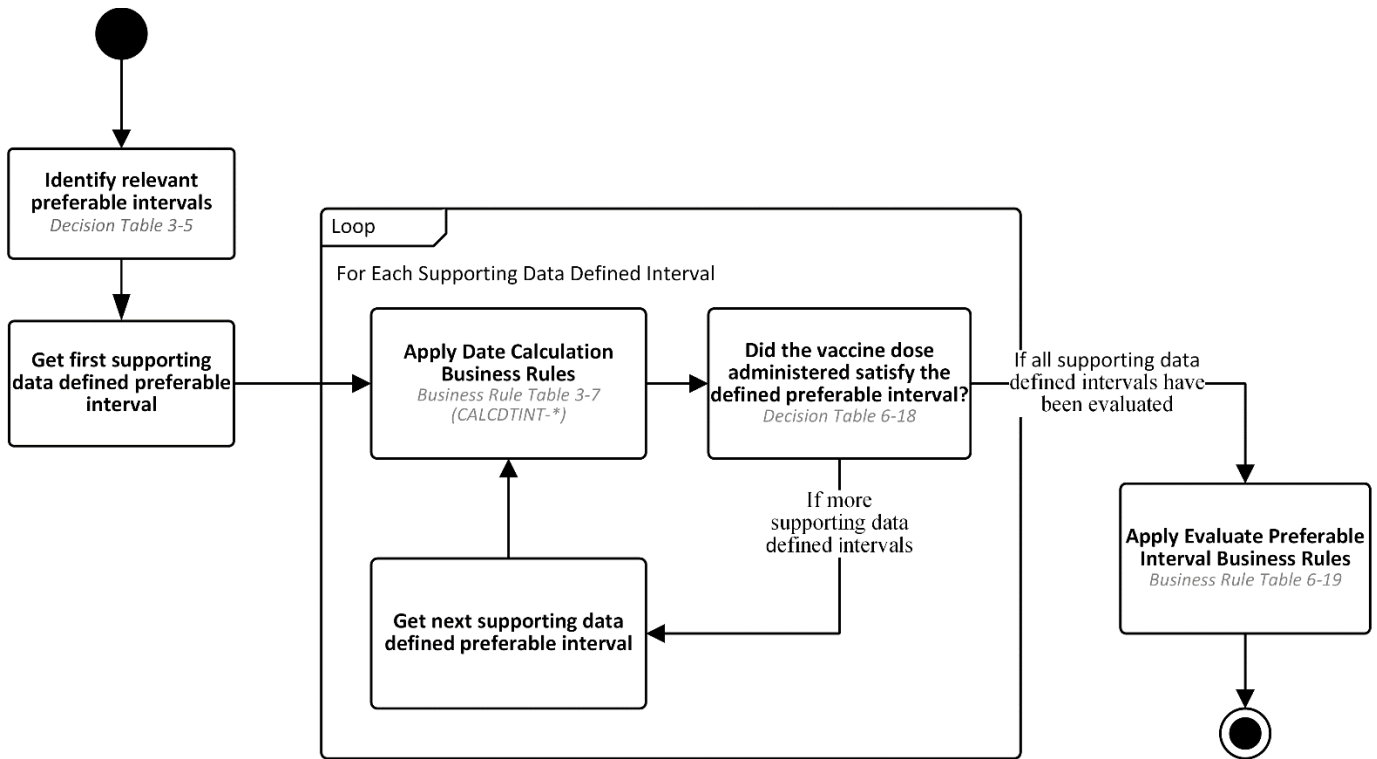 Identify relevant
preferable intervals
Decision Table 3-5
Get first supporting
data defined preferable
interval
Loop
For Each Supporting Data Defined Interval
Apply Date Calculation
Business Rules
Business Rule Table 3-7
(CALCDTINT-*)
Did the vaccine dose
administered satisfy the
defined preferable interval?
Decision Table 6-18
If all supporting data
defined intervals have
been evaluated
If more
supporting data
defined intervals
Get next supporting data
defined preferable interval
Apply Evaluate Preferable
Interval Business Rules
Business Rule Table 6-19